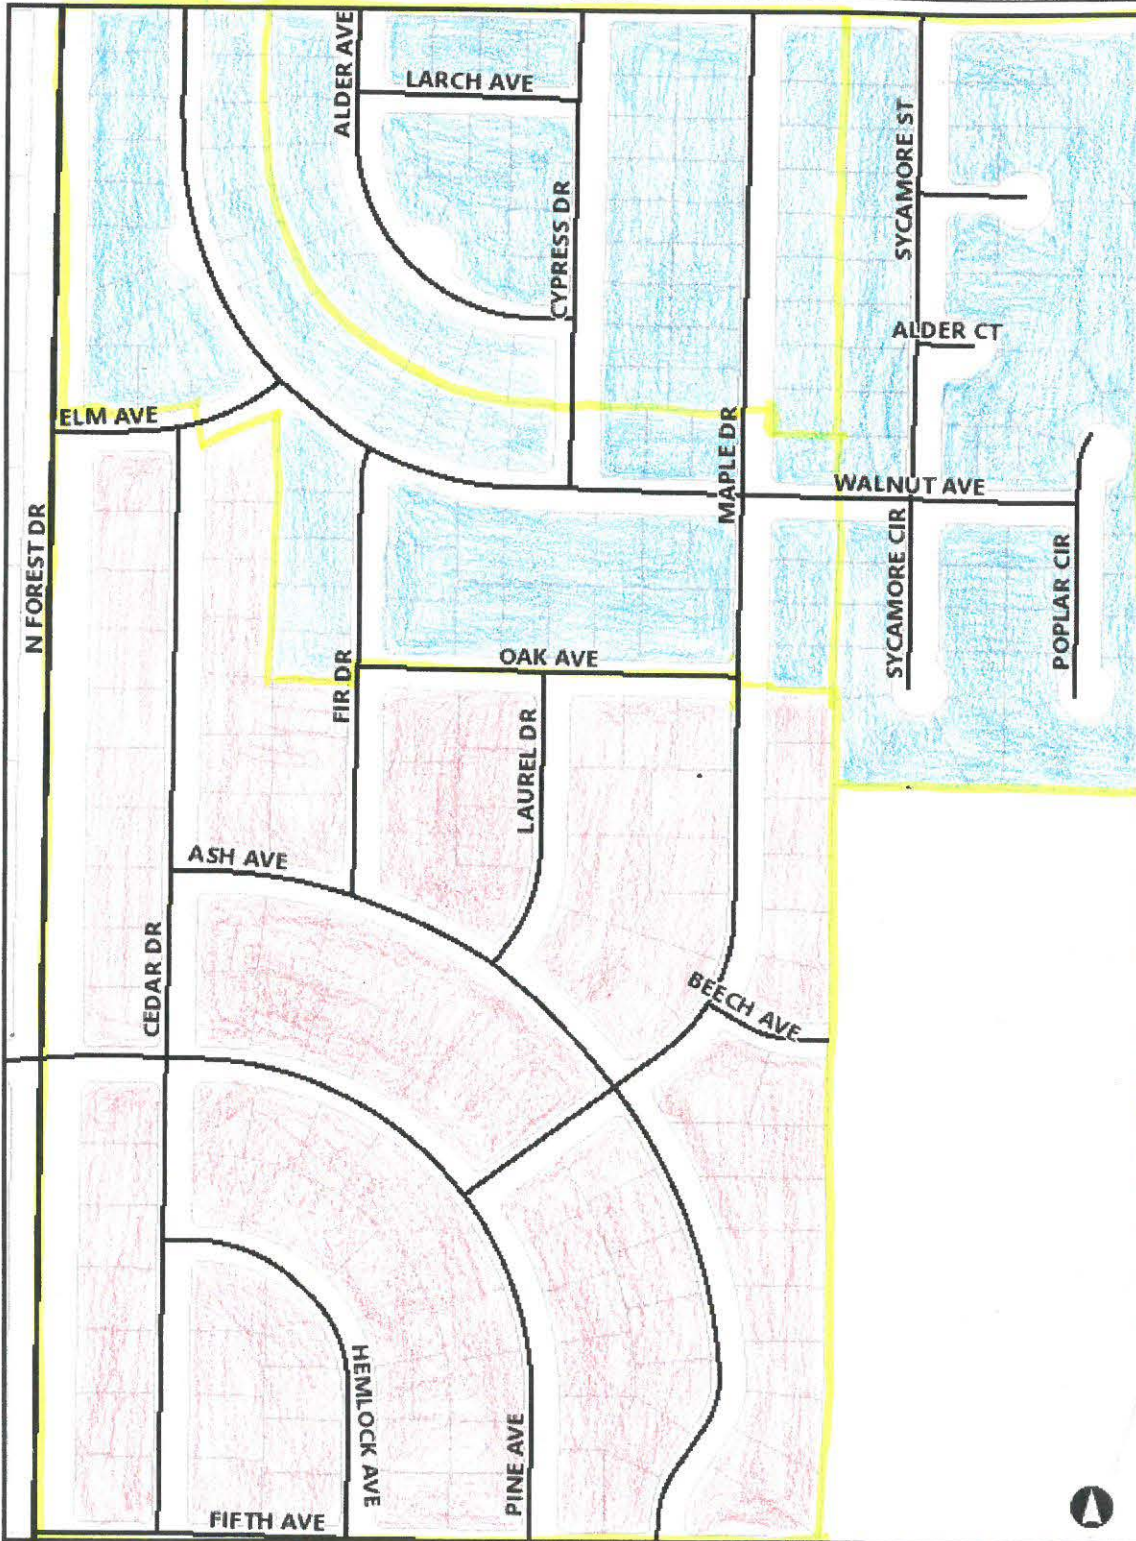 ALDER AVE
LARCH AVE
SYCAMORE ST
CYPRESS DR
ALDER CT
ELM AVE
MAPLE DR
WALNUT AVE
N FOREST DR
SYCAMORE CIR
POPLAR CIR
OAK AVE
FIR DR
LAUREL DR
ASH AVE
CEDAR DR
BEECH AVE
HEMLOCK AVE
PINE AVE
FIFTH AVE